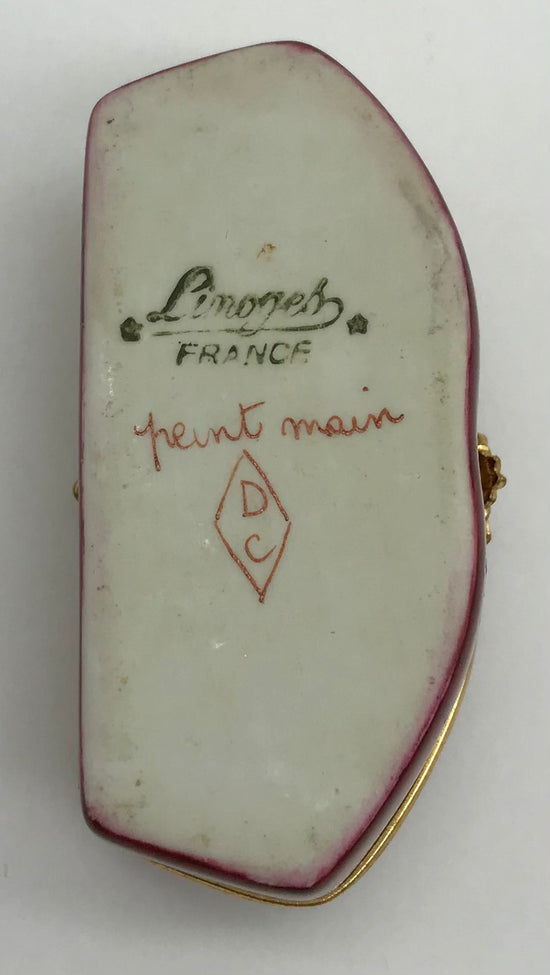 ★ Limoges ★
FRANCE
peint main
D
C